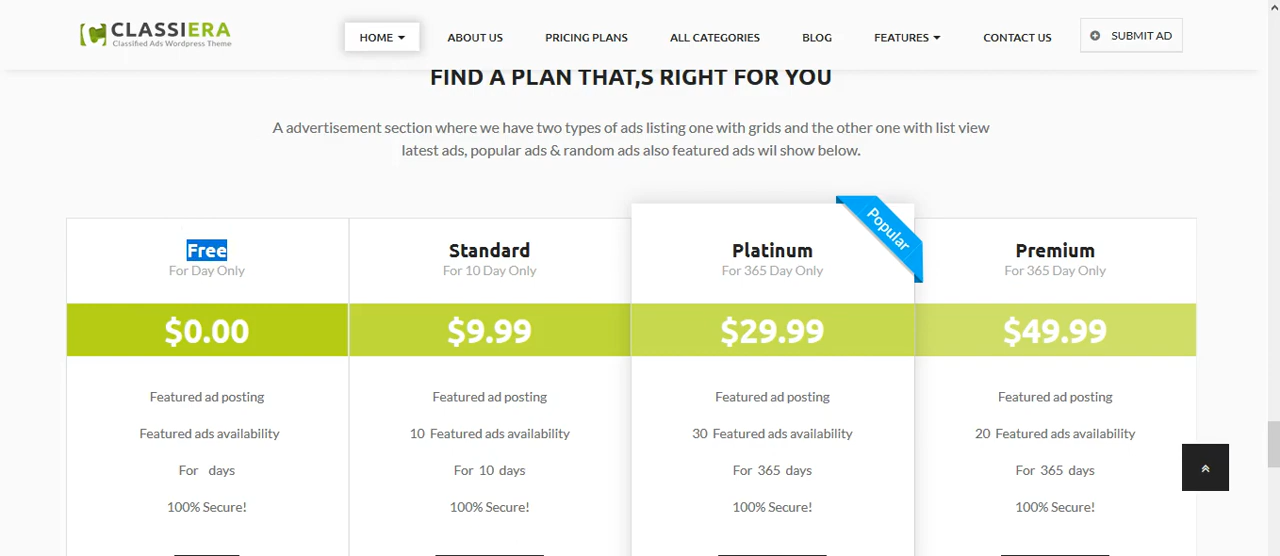 CLASSIERA
Classified Ads Wordpress Theme
HOME
ABOUT US
PRICING PLANS
ALL CATEGORIES
BLOG
FEATURES
CONTACT US
SUBMIT AD
FIND A PLAN THAT,S RIGHT FOR YOU
A advertisement section where we have two types of ads listing one with grids and the other one with list view
latest ads, popular ads & random ads also featured ads wil show below.
Free
For Day Only
$0.00
Featured ad posting
Featured ads availability
For days
100% Secure!
Standard
For 10 Day Only
$9.99
Featured ad posting
10 Featured ads availability
For 10 days
100% Secure!
Popular
Platinum
For 365 Day Only
$29.99
Featured ad posting
30 Featured ads availability
For 365 days
100% Secure!
Premium
For 365 Day Only
$49.99
Featured ad posting
20 Featured ads availability
For 365 days
100% Secure!